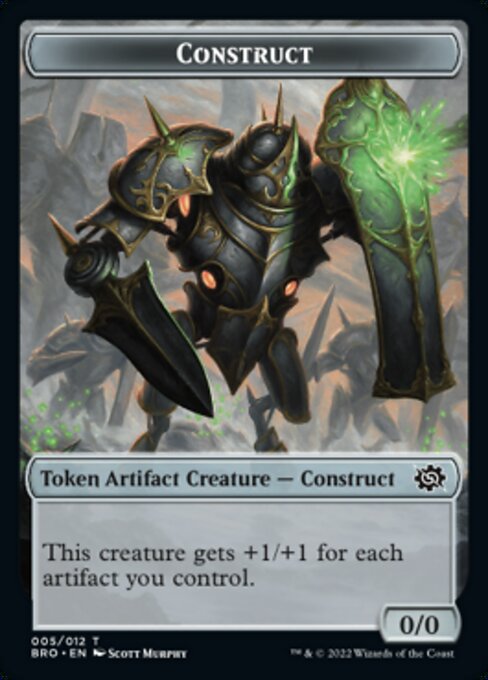 Construct
Token Artifact Creature — Construct
This creature gets +1/+1 for each
artifact you control.
0/0
005/012 T
BRO • EN Scott Murphy
™ & © 2022 Wizards of the Coast